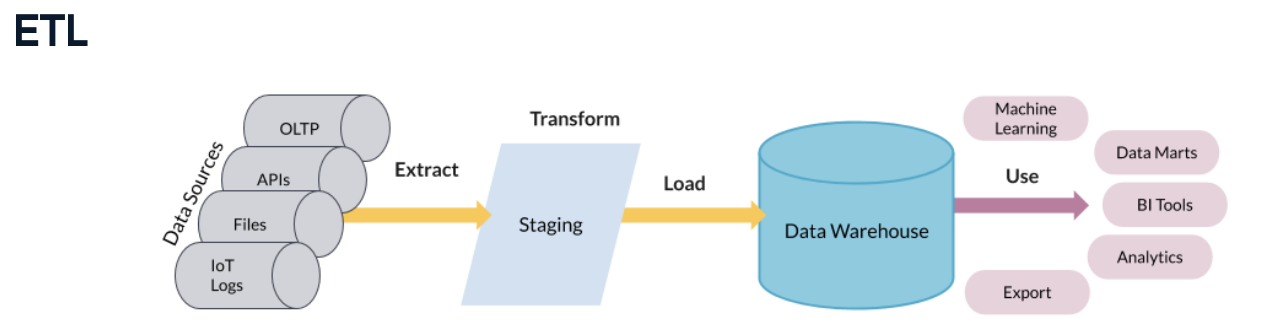 ETL
Data Sources
OLTP
APIs
Files
IoT
Logs
Extract
Transform
Staging
Load
Data Warehouse
Use
Machine
Learning
Data Marts
BI Tools
Analytics
Export